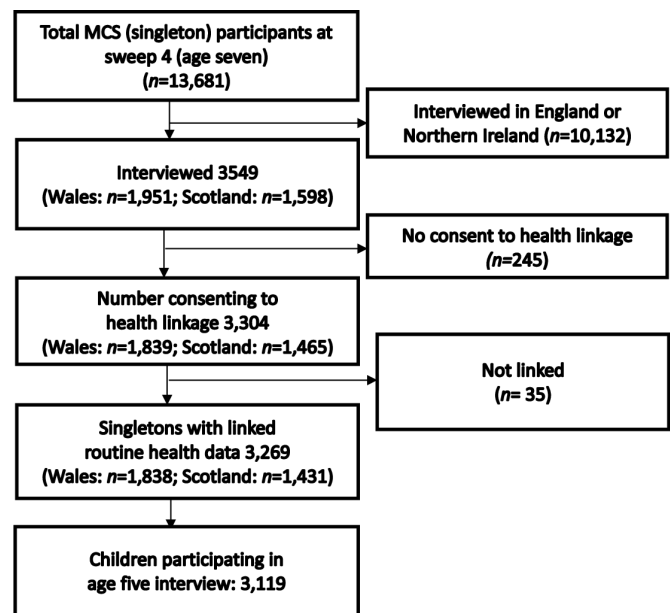 Total MCS (singleton) participants at
sweep 4 (age seven)
(n=13,681)
Interviewed in England or
Northern Ireland (n=10,132)
Interviewed 3549
(Wales: n=1,951; Scotland: n=1,598)
No consent to health linkage
(n=245)
Number consenting to
health linkage 3,304
(Wales: n=1,839; Scotland: n=1,465)
Not linked
(n= 35)
Singletons with linked
routine health data 3,269
(Wales: n=1,838; Scotland: n=1,431)
Children participating in
age five interview: 3,119